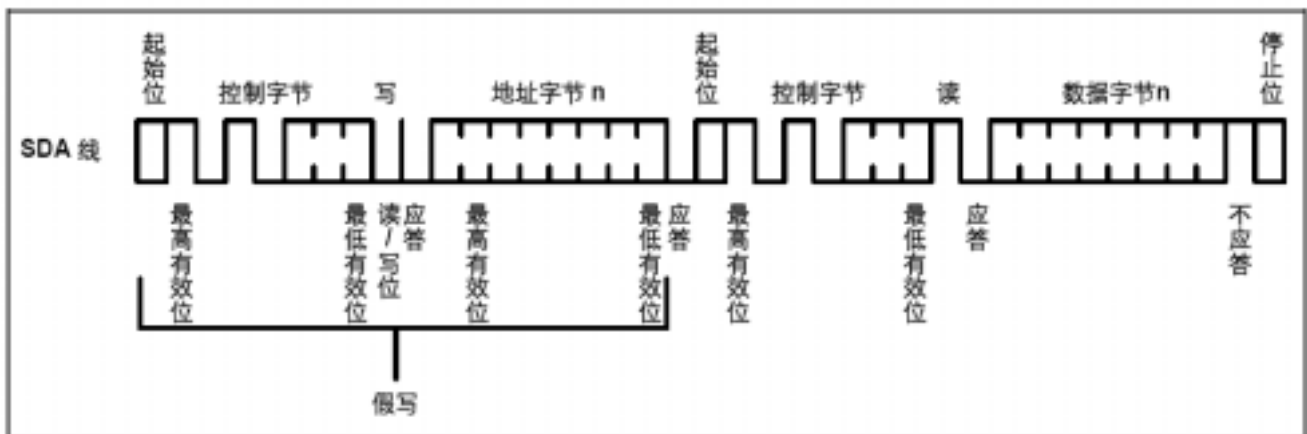 起始位 控制字节 写 地址字节 n 起始位 控制字节 读 数据字节n 停止位
SDA 线
最高有效位 最低有效位 读/写位 应答 最高有效位 最低有效位 应答 最高有效位 最低有效位 应答 不应答
假写